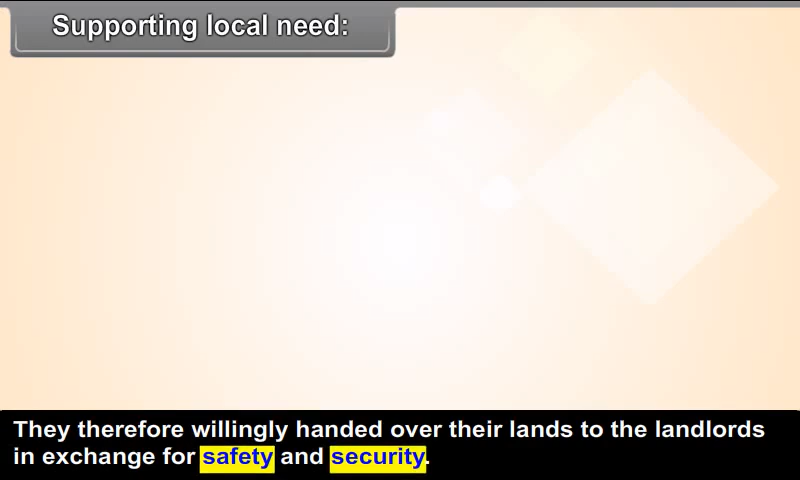 Supporting local need:
They therefore willingly handed over their lands to the landlords
in exchange for safety and security.